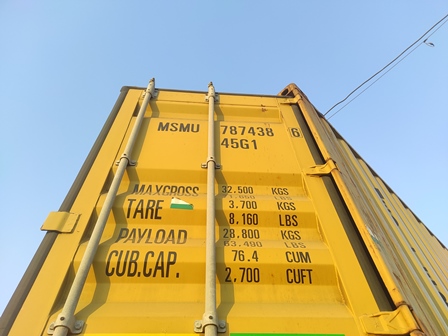 MSMU 787438 6
45G1
MAXGROSS 32.500 KGS
LBS
TARE 3.700 KGS
8.160 LBS
PAYLOAD 28.800 KGS
63.490 LBS
CUB.CAP. 76.4 CUM
2.700 CUFT